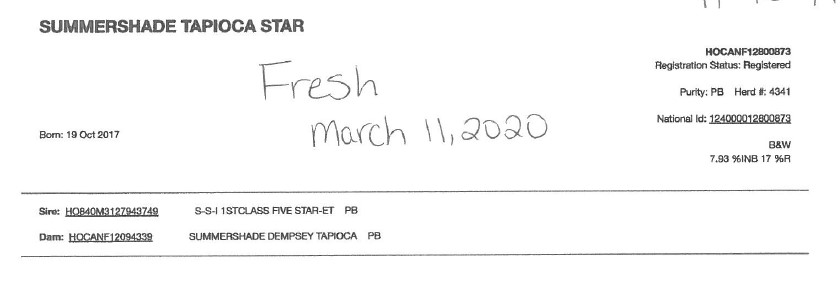 SUMMERSHADE TAPIOCA STAR
HOCANF12800873
Registration Status: Registered
Fresh
Purity: PB Herd #: 4341
March 11, 2020
National Id: 124000012800873
Born: 19 Oct 2017
B&W
7.93 %INB 17 %R
Sire: HO840M3127943749 S-S-I 1STCLASS FIVE STAR-ET PB
Dam: HOCANF12094339 SUMMERSHADE DEMPSEY TAPIOCA PB